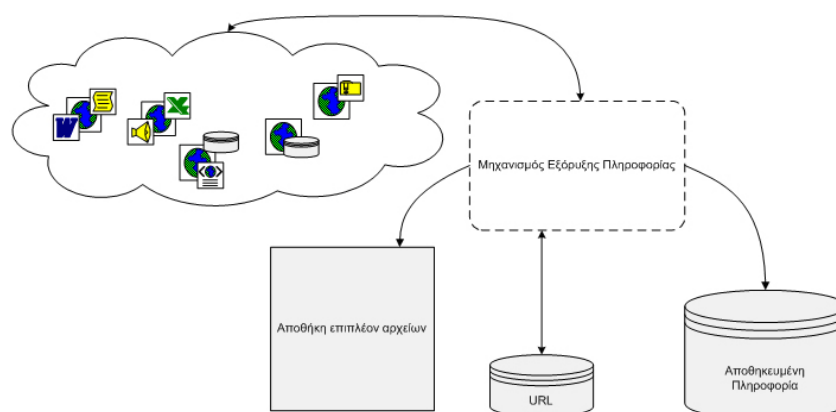 W
X
Μηχανισμός Εξόρυξης Πληροφορίας
Αποθήκη επιπλέον αρχείων
URL
Αποθηκευμένη
Πληροφορία